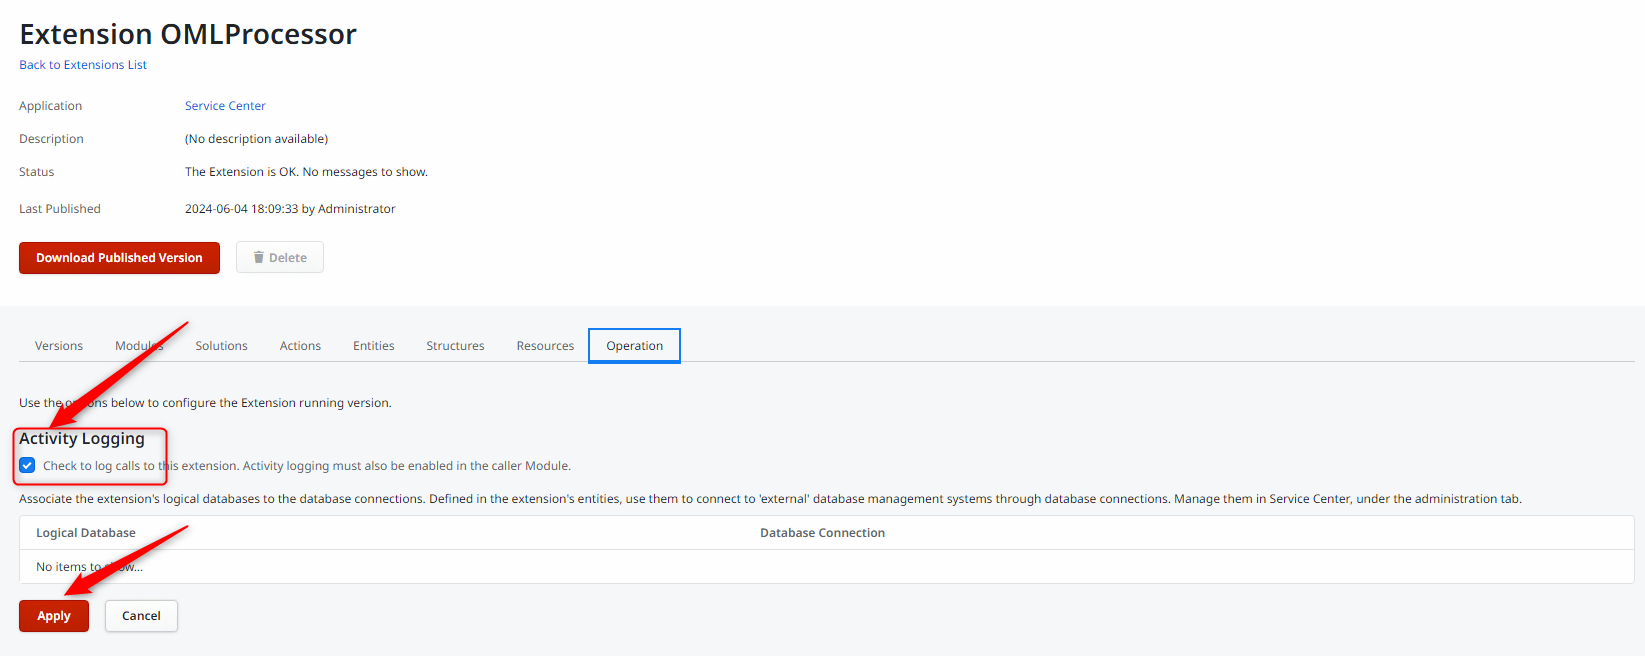 Extension OMLProcessor
Back to Extensions List
Application Service Center
Description (No description available)
Status The Extension is OK. No messages to show.
Last Published 2024-06-04 18:09:33 by Administrator
Download Published Version Delete
Versions Modules Solutions Actions Entities Structures Resources Operation
Use the options below to configure the Extension running version.
Activity Logging
Check to log calls to this extension. Activity logging must also be enabled in the caller Module.
Associate the extension's logical databases to the database connections. Defined in the extension's entities, use them to connect to 'external' database management systems through database connections. Manage them in Service Center, under the administration tab.
Logical Database Database Connection
No items to show...
Apply Cancel